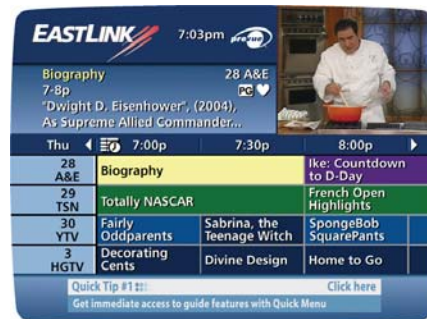 EASTLINK 7:03pm prevue
Biography 28 A&E
7-8p PG
"Dwight D. Eisenhower", (2004),
As Supreme Allied Commander...
Thu 7:00p 7:30p 8:00p
28 A&E Biography Ike: Countdown to D-Day
29 TSN Totally NASCAR French Open Highlights
30 YTV Fairly Oddparents Sabrina, the Teenage Witch SpongeBob SquarePants
3 HGTV Decorating Cents Divine Design Home to Go
Quick Tip #1 Click here
Get immediate access to guide features with Quick Menu